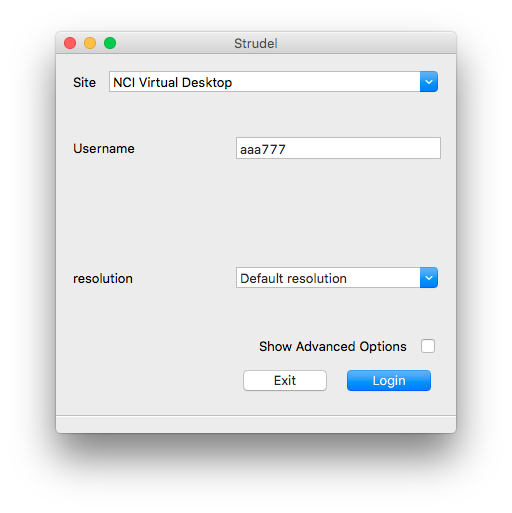 Strudel
Site NCI Virtual Desktop
Username aaa777
resolution Default resolution
Show Advanced Options
Exit Login